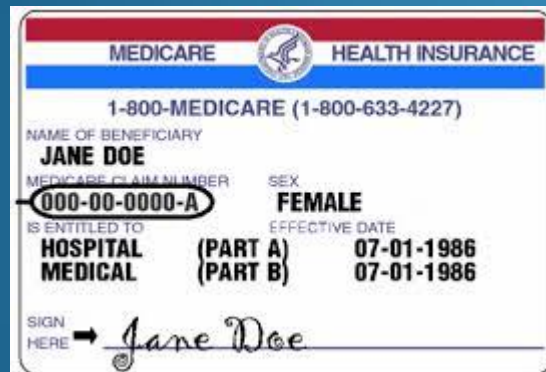 MEDICARE HEALTH INSURANCE
1-800-MEDICARE (1-800-633-4227)
NAME OF BENEFICIARY
JANE DOE
MEDICARE CLAIM NUMBER SEX
000-00-0000-A FEMALE
IS ENTITLED TO EFFECTIVE DATE
HOSPITAL (PART A) 07-01-1986
MEDICAL (PART B) 07-01-1986
SIGN
HERE Jane Doe